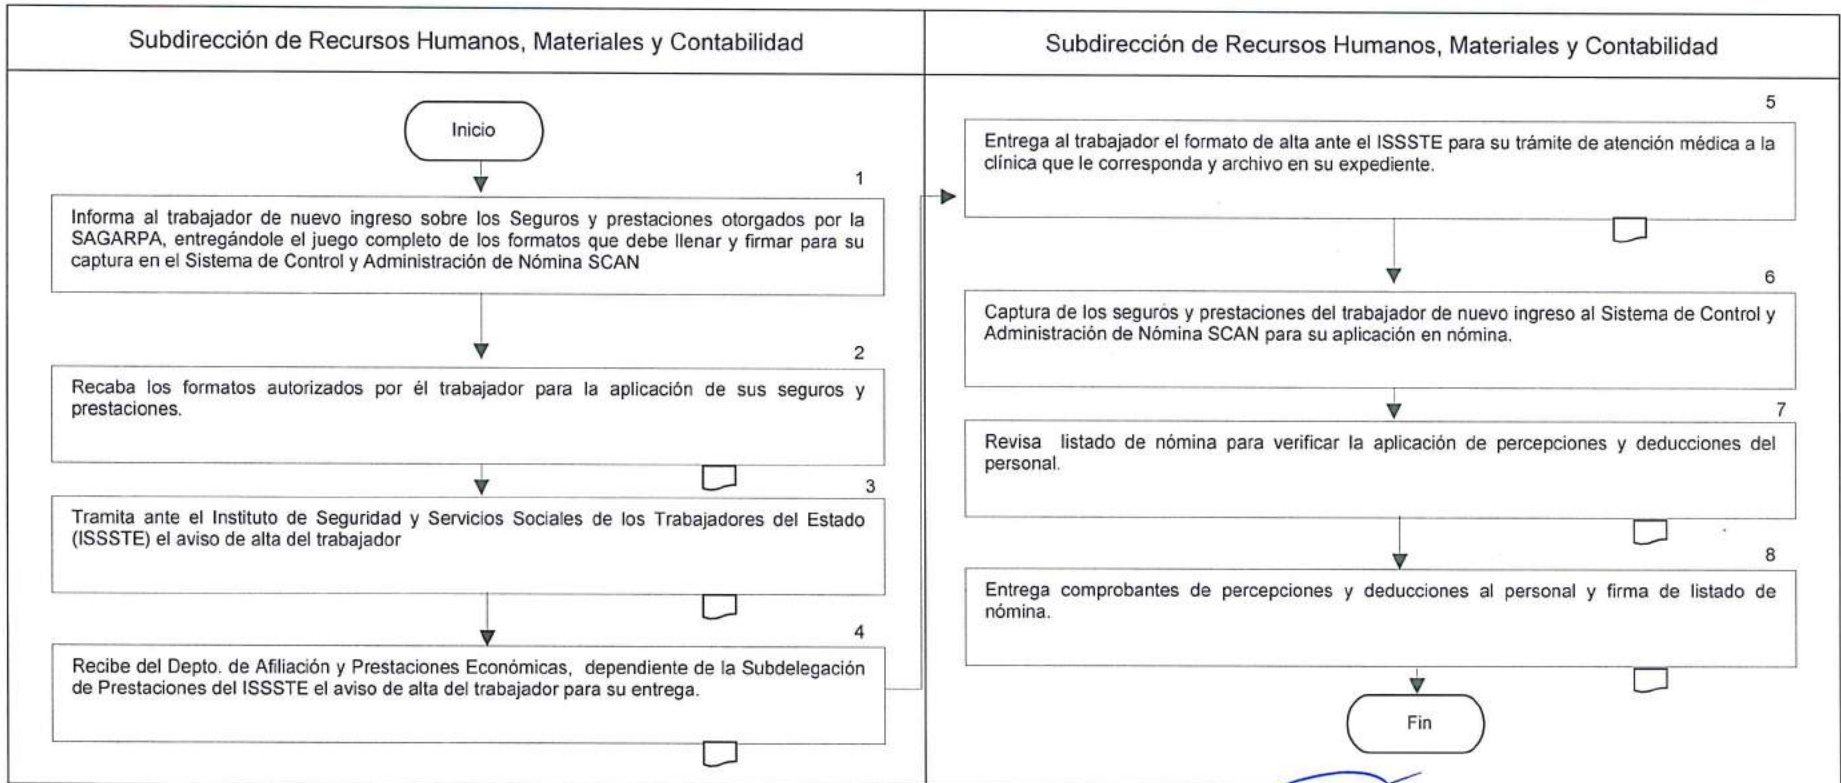 Subdirección de Recursos Humanos, Materiales y Contabilidad
Inicio
1
Informa al trabajador de nuevo ingreso sobre los Seguros y prestaciones otorgados por la
SAGARPA, entregándole el juego completo de los formatos que debe llenar y firmar para su
captura en el Sistema de Control y Administración de Nómina SCAN
2
Recaba los formatos autorizados por él trabajador para la aplicación de sus seguros y
prestaciones.
3
Tramita ante el Instituto de Seguridad y Servicios Sociales de los Trabajadores del Estado
(ISSSTE) el aviso de alta del trabajador
4
Recibe del Depto. de Afiliación y Prestaciones Económicas, dependiente de la Subdelegación
de Prestaciones del ISSSTE el aviso de alta del trabajador para su entrega.
Subdirección de Recursos Humanos, Materiales y Contabilidad
5
Entrega al trabajador el formato de alta ante el ISSSTE para su trámite de atención médica a la
clínica que le corresponda y archivo en su expediente.
6
Captura de los seguros y prestaciones del trabajador de nuevo ingreso al Sistema de Control y
Administración de Nómina SCAN para su aplicación en nómina.
7
Revisa listado de nómina para verificar la aplicación de percepciones y deducciones del
personal.
8
Entrega comprobantes de percepciones y deducciones al personal y firma de listado de
nómina.
Fin